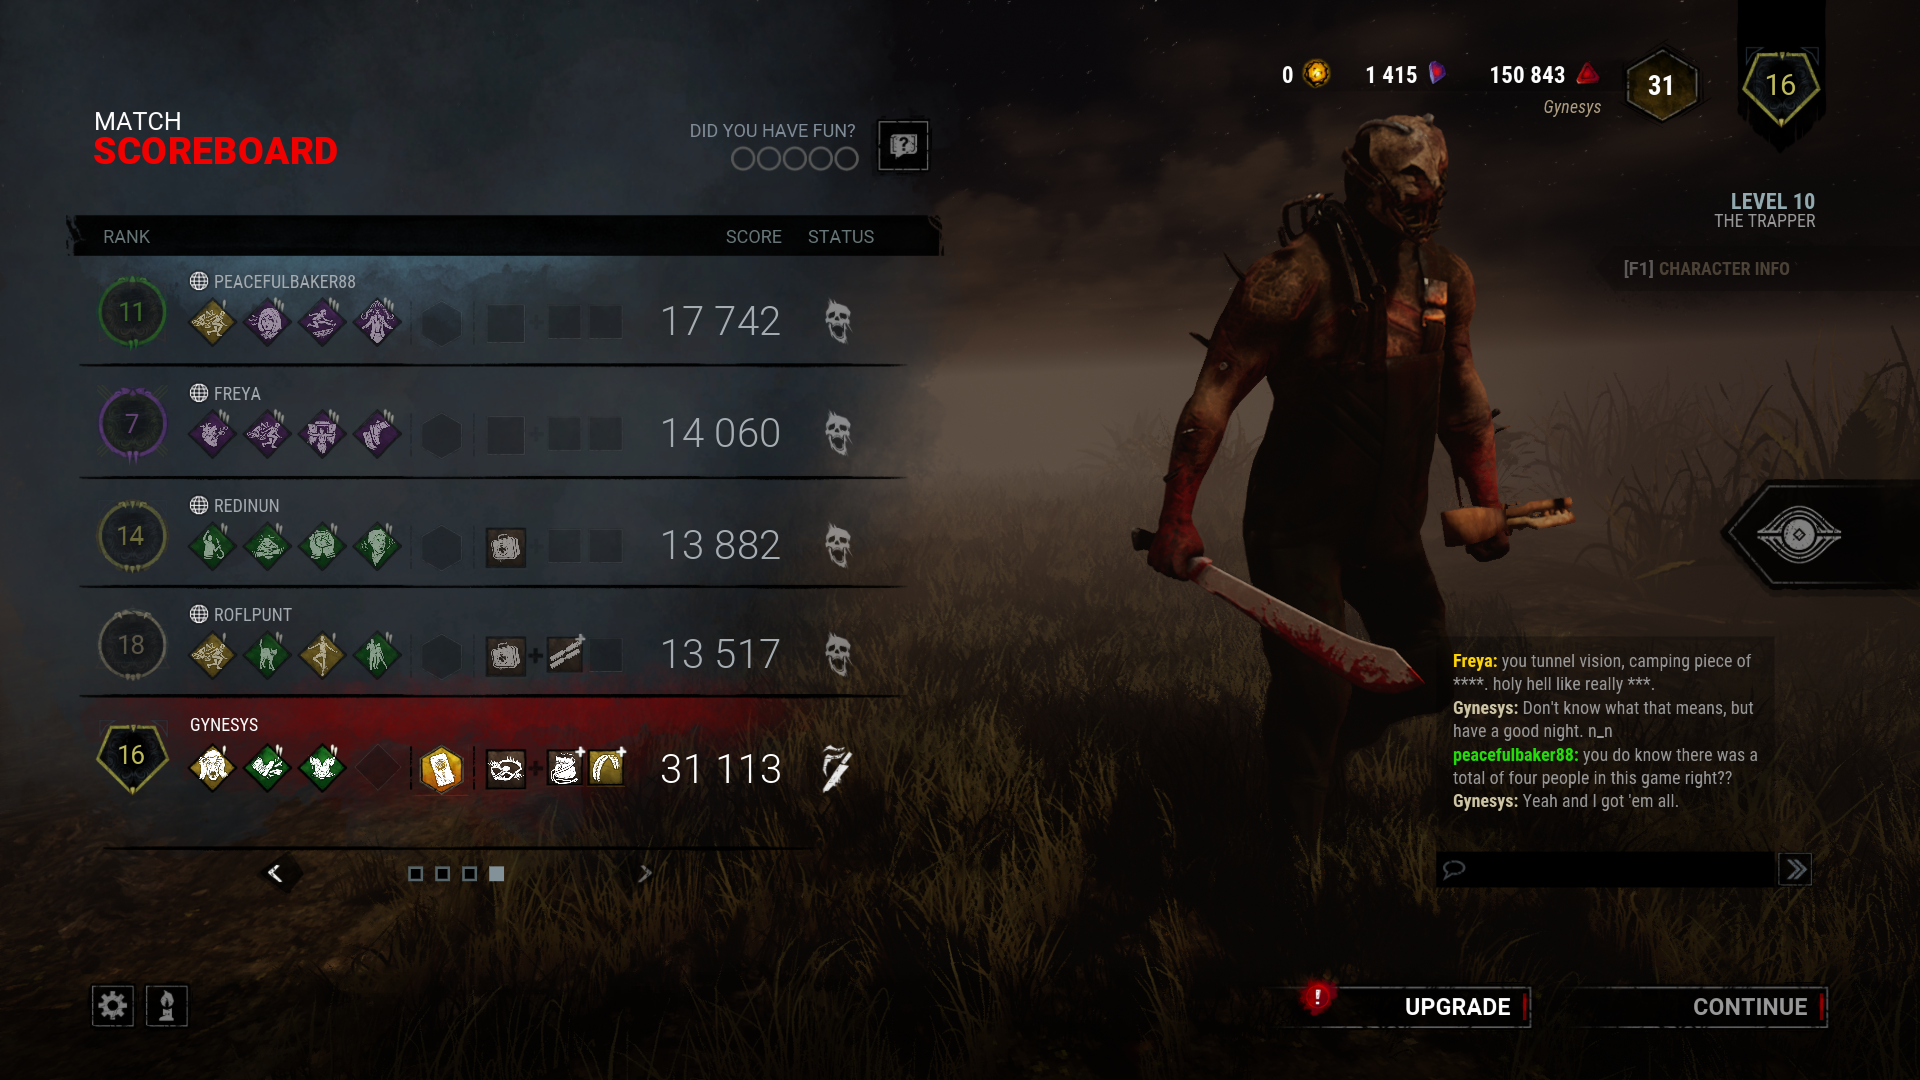 0
1 415
150 843
Gynesys
31
16
MATCH
SCOREBOARD
DID YOU HAVE FUN?
?
LEVEL 10
THE TRAPPER
[F1] CHARACTER INFO
RANK SCORE STATUS
11 PEACEFULBAKER88 17 742
7 FREYA 14 060
14 REDINUN 13 882
18 ROFLPUNT 13 517
16 GYNESYS 31 113
Freya: you tunnel vision, camping piece of
****. holy hell like really ***.
Gynesys: Don't know what that means, but
have a good night. n_n
peacefulbaker88: you do know there was a
total of four people in this game right??
Gynesys: Yeah and I got 'em all.
!
UPGRADE
CONTINUE